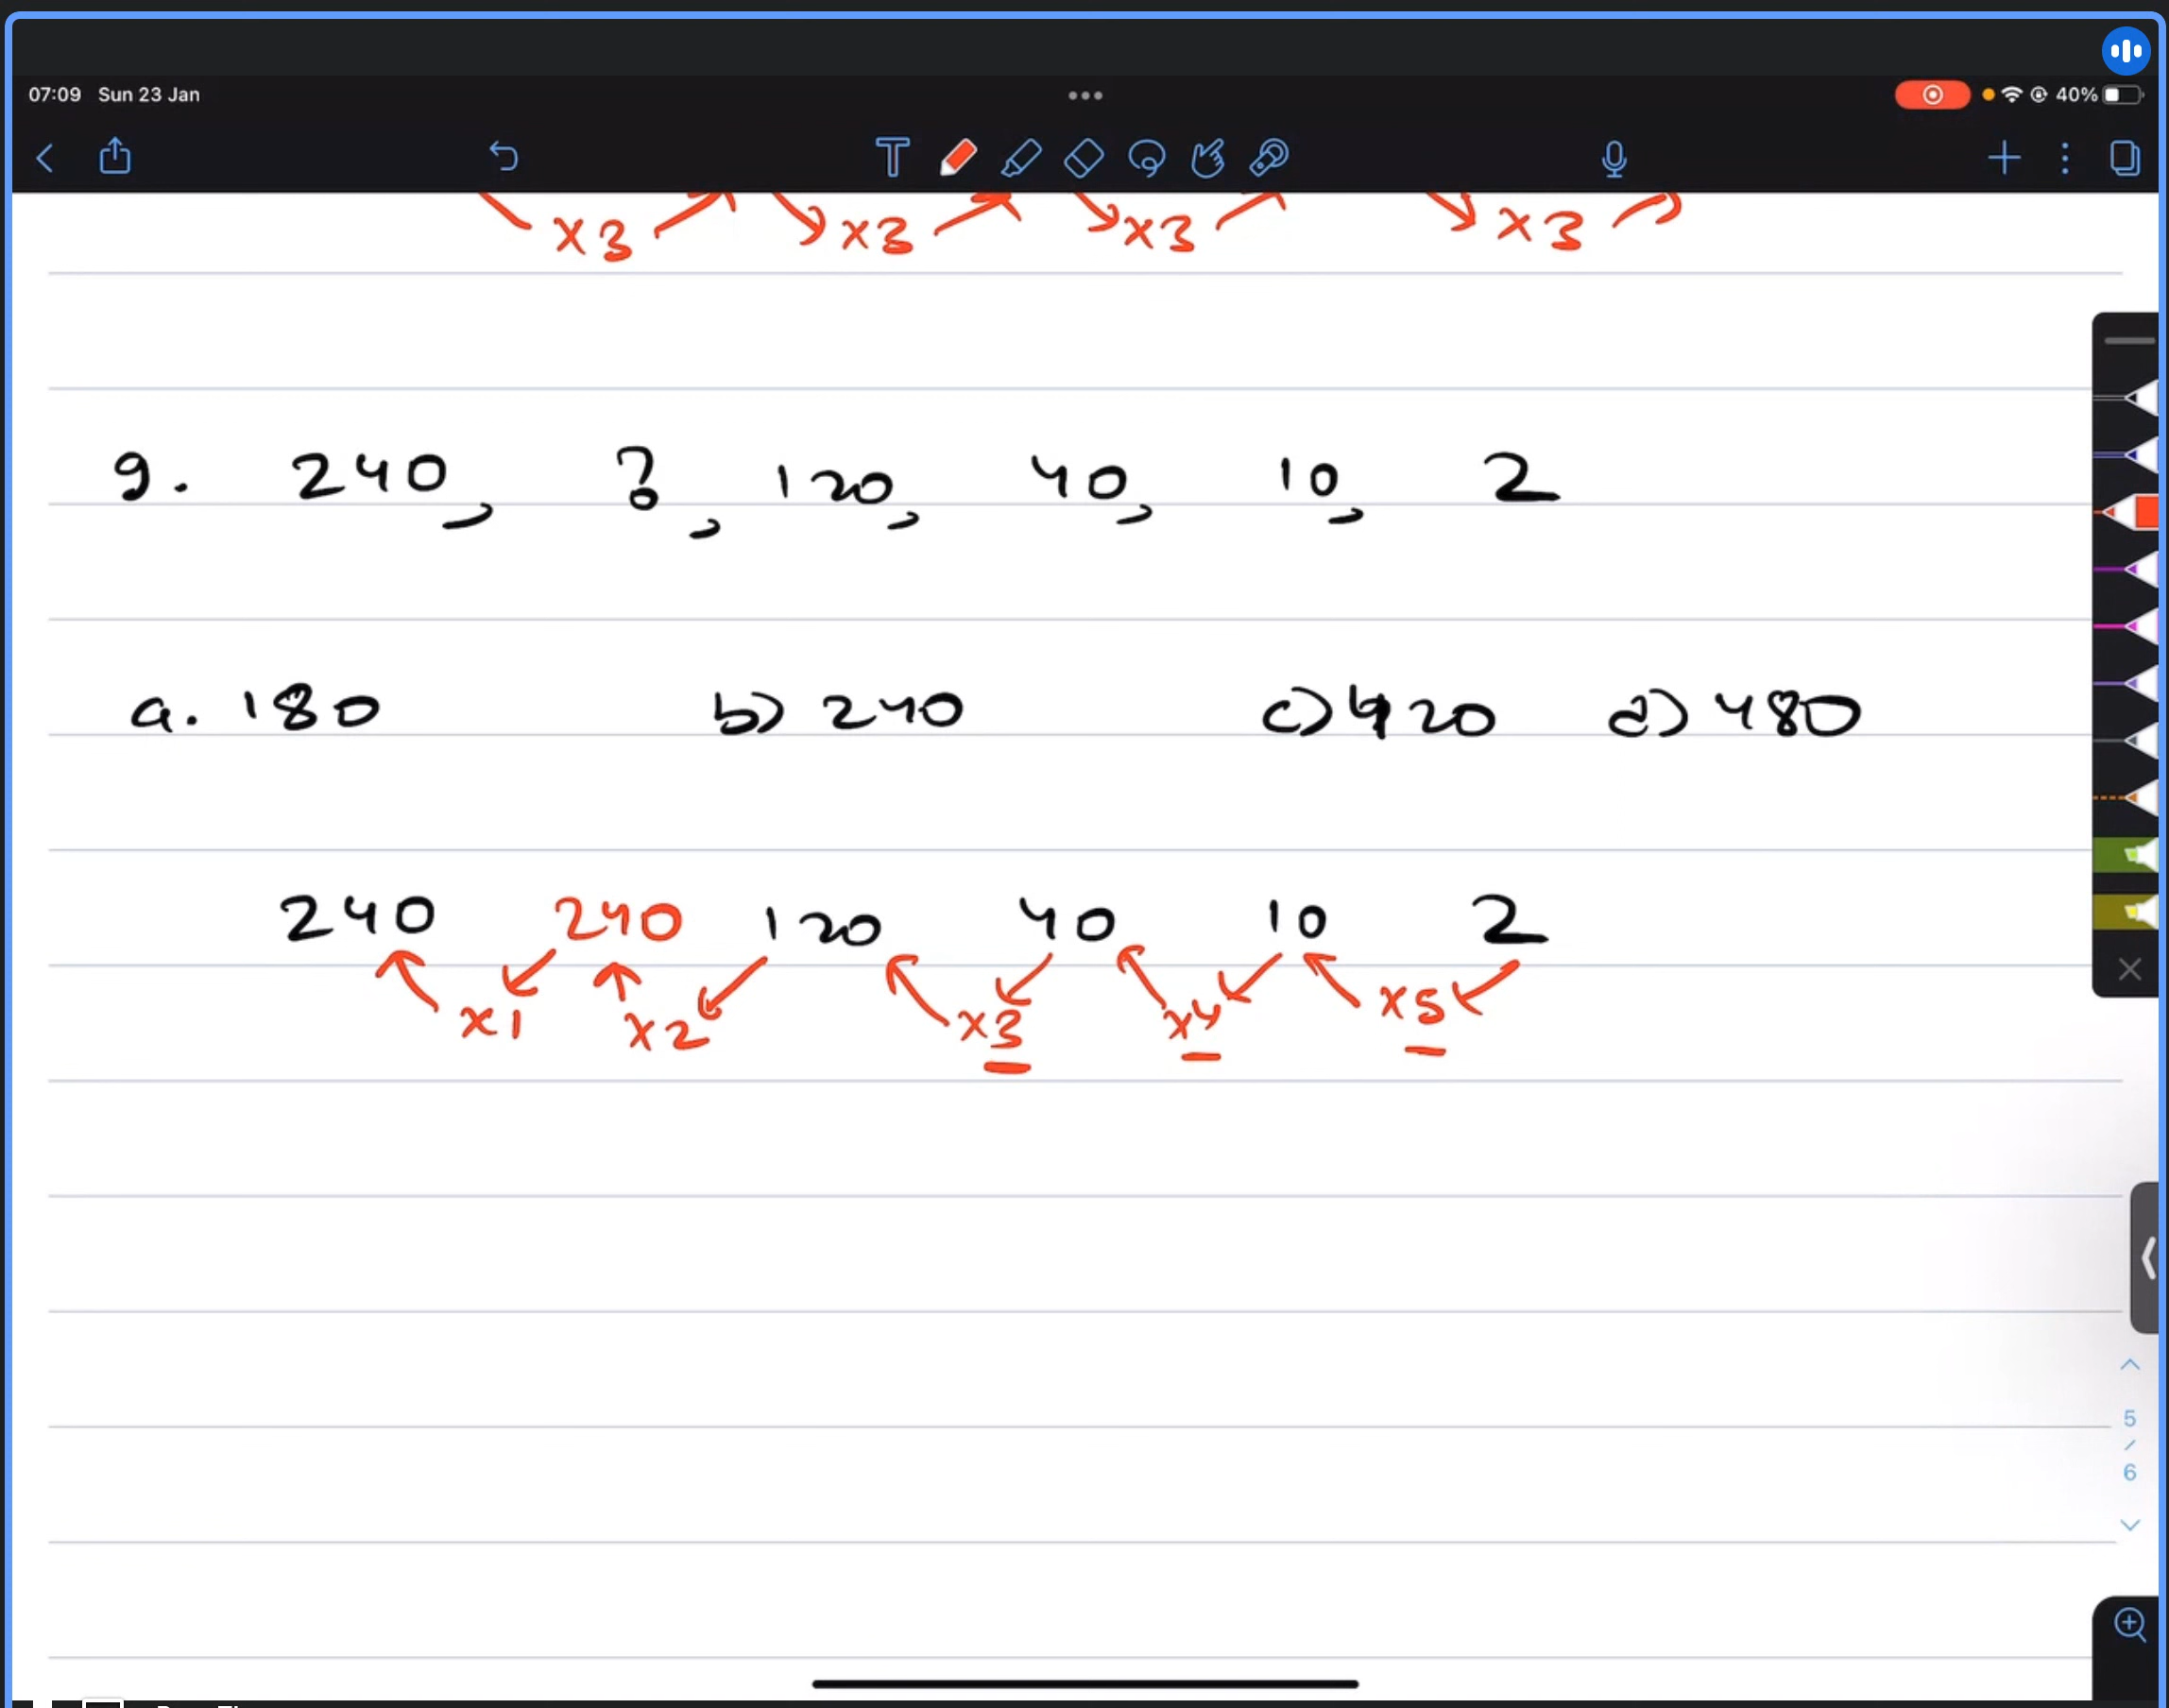 07:09 Sun 23 Jan
40%
x3 x3 x3 x3
9. 240, ?, 120, 40, 10, 2
a. 180 b) 240 c) 420 d) 480
240 240 120 40 10 2
x1 x2 x3 x4 x5
5
/
6